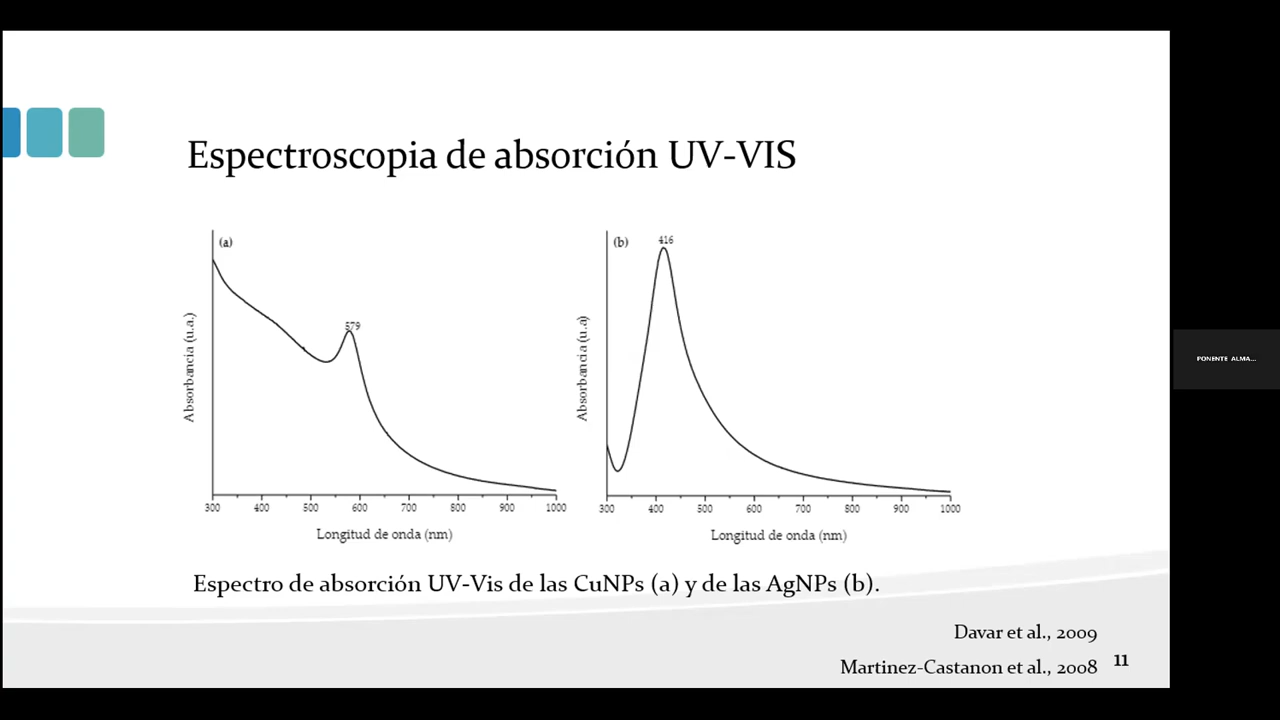 Espectroscopia de absorción UV-VIS
(a)
579
Absorbancia (u.a.)
300 400 500 600 700 800 900 1000
Longitud de onda (nm)
(b)
416
Absorbancia (u.a)
300 400 500 600 700 800 900 1000
Longitud de onda (nm)
PONENTE ALMA...
Espectro de absorción UV-Vis de las CuNPs (a) y de las AgNPs (b).
Davar et al., 2009
Martinez-Castanon et al., 2008
11